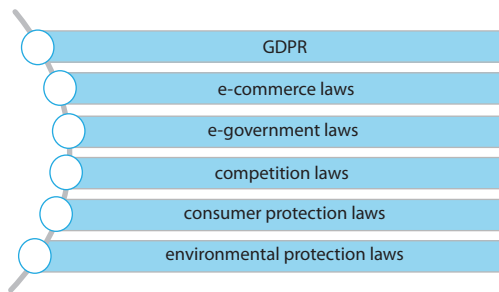 GDPR
e-commerce laws
e-government laws
competition laws
consumer protection laws
environmental protection laws